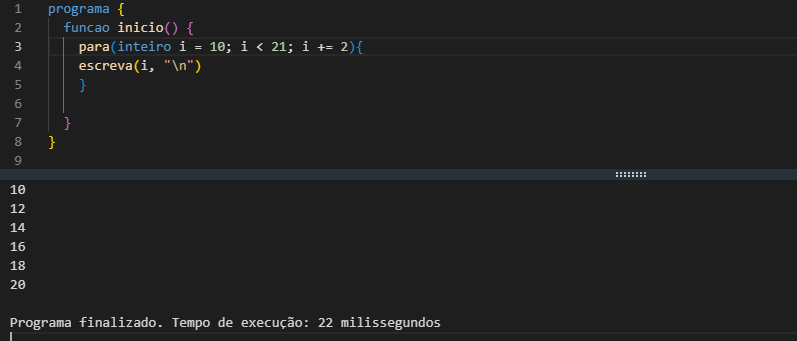 1 programa {
2 funcao inicio() {
3 para(inteiro i = 10; i < 21; i += 2){
4 escreva(i, "\n")
5 }
6
7 }
8 }
9
10
12
14
16
18
20
Programa finalizado. Tempo de execução: 22 milissegundos